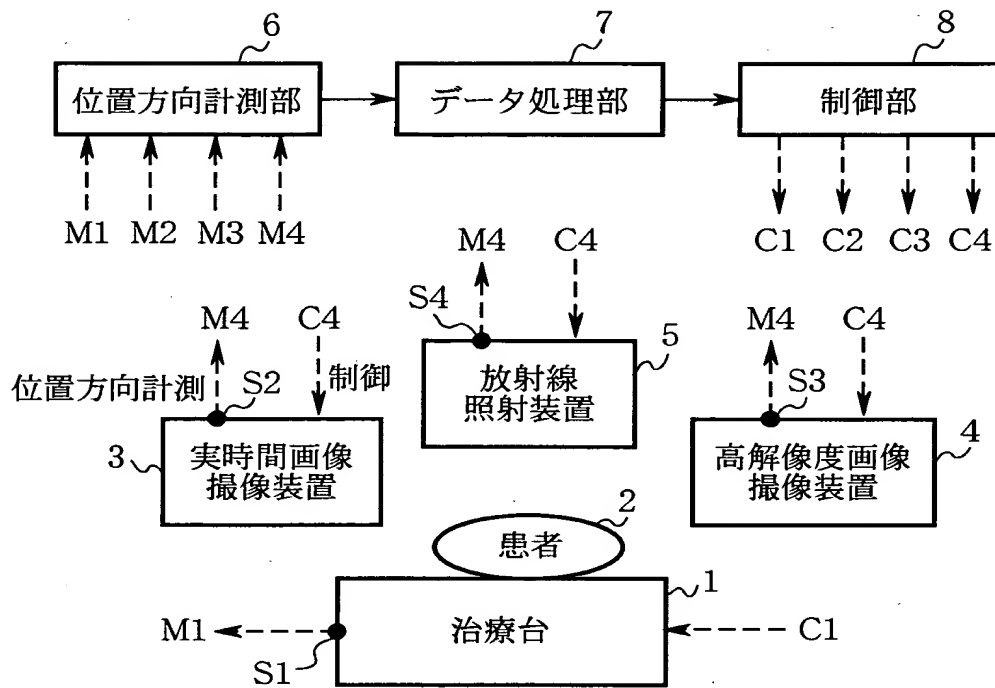 6
7
8
位置方向計測部
データ処理部
制御部
M1 M2 M3 M4
C1 C2 C3 C4
M4 C4
S4
5
放射線
照射装置
M4 C4
位置方向計測
S2
制御
3
実時間画像
撮像装置
M4 C4
S3
4
高解像度画像
撮像装置
2
患者
1
治療台
M1
S1
C1